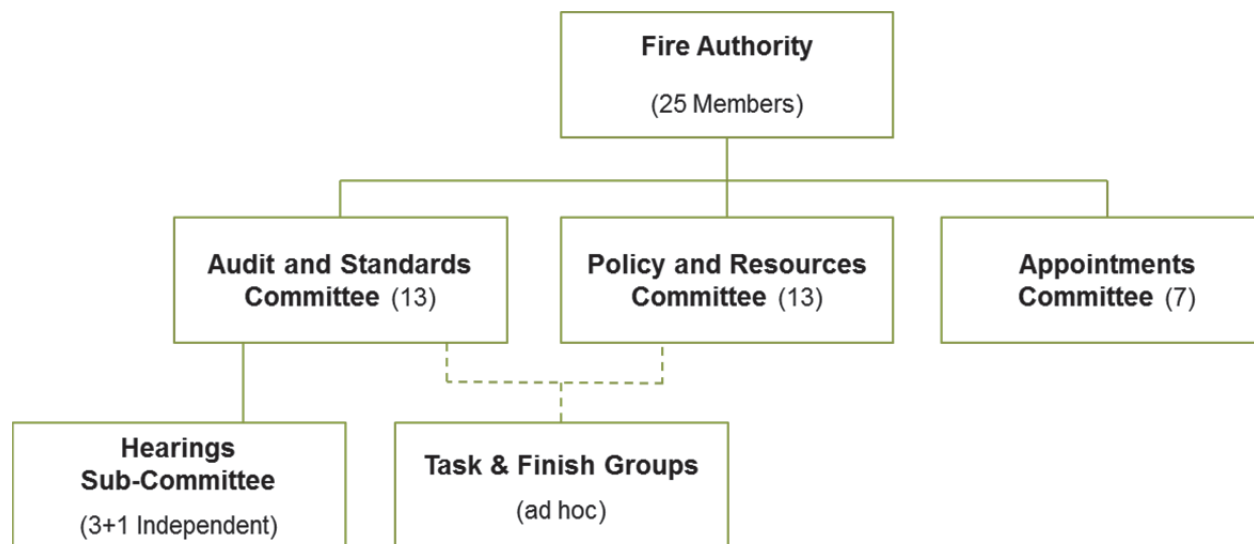 Fire Authority
(25 Members)
Audit and Standards
Committee (13)
Policy and Resources
Committee (13)
Appointments
Committee (7)
Hearings
Sub-Committee
(3+1 Independent)
Task & Finish Groups
(ad hoc)